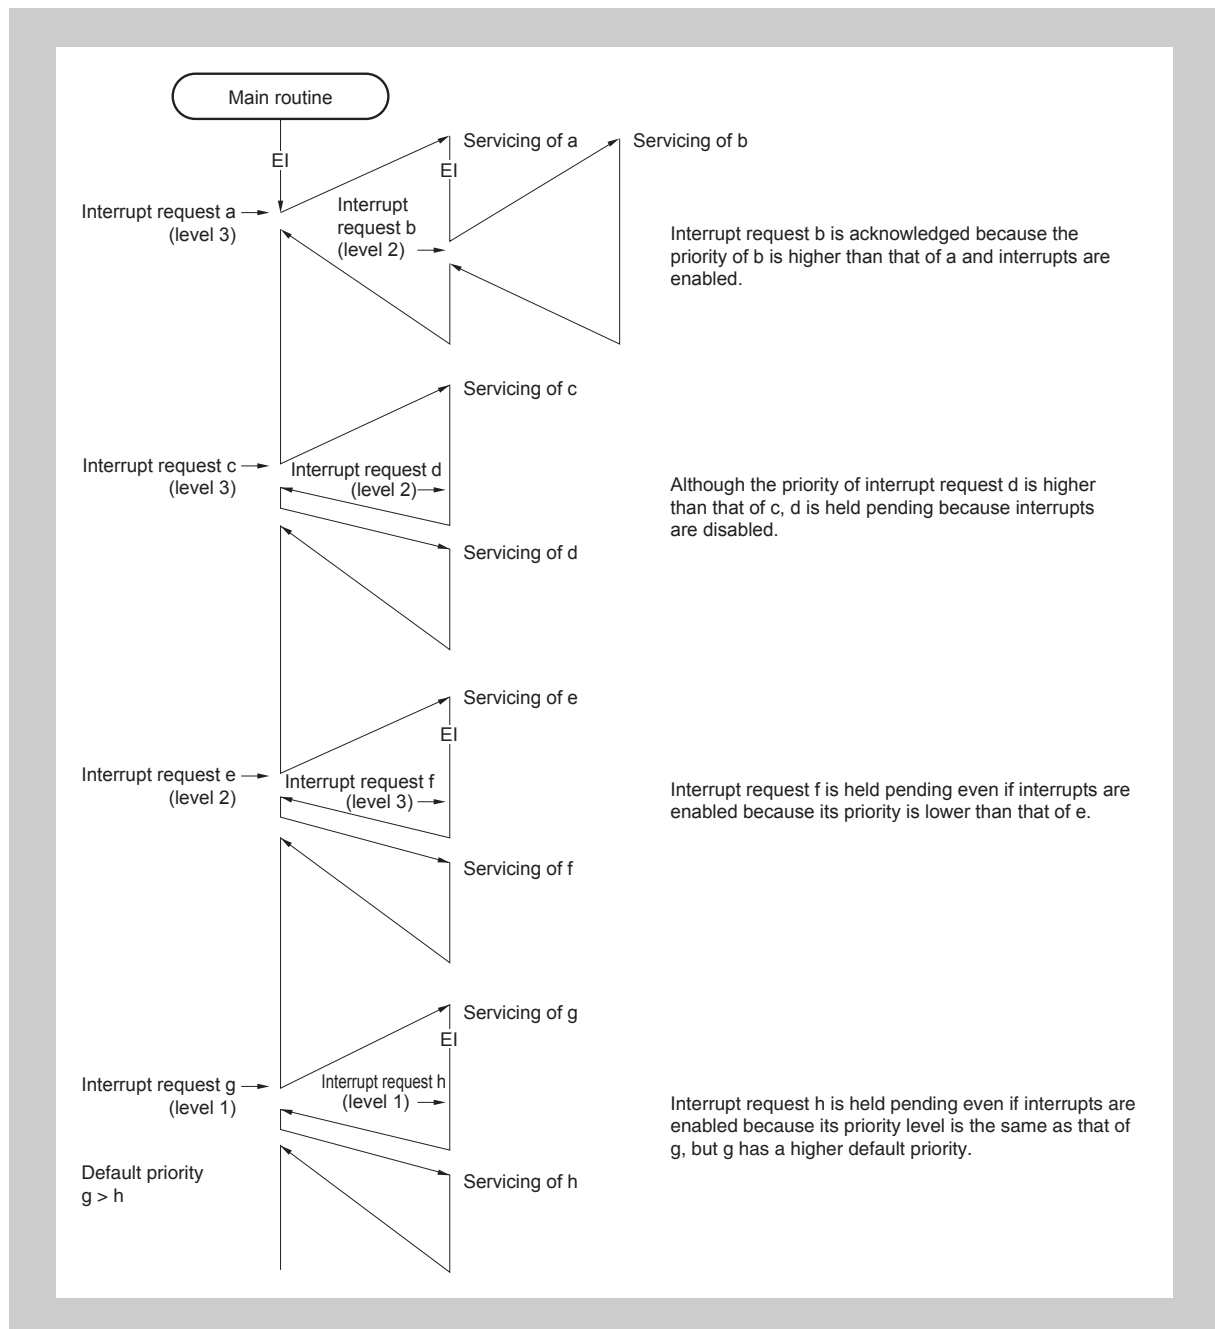 Main routine
EI
Servicing of a
Servicing of b
EI
Interrupt request a
(level 3)
Interrupt
request b
(level 2)
Interrupt request b is acknowledged because the
priority of b is higher than that of a and interrupts are
enabled.
Servicing of c
Interrupt request c
(level 3)
Interrupt request d
(level 2)
Although the priority of interrupt request d is higher
than that of c, d is held pending because interrupts
are disabled.
Servicing of d
Servicing of e
EI
Interrupt request e
(level 2)
Interrupt request f
(level 3)
Interrupt request f is held pending even if interrupts are
enabled because its priority is lower than that of e.
Servicing of f
Servicing of g
EI
Interrupt request g
(level 1)
Interrupt request h
(level 1)
Interrupt request h is held pending even if interrupts are
enabled because its priority level is the same as that of
g, but g has a higher default priority.
Default priority
g > h
Servicing of h